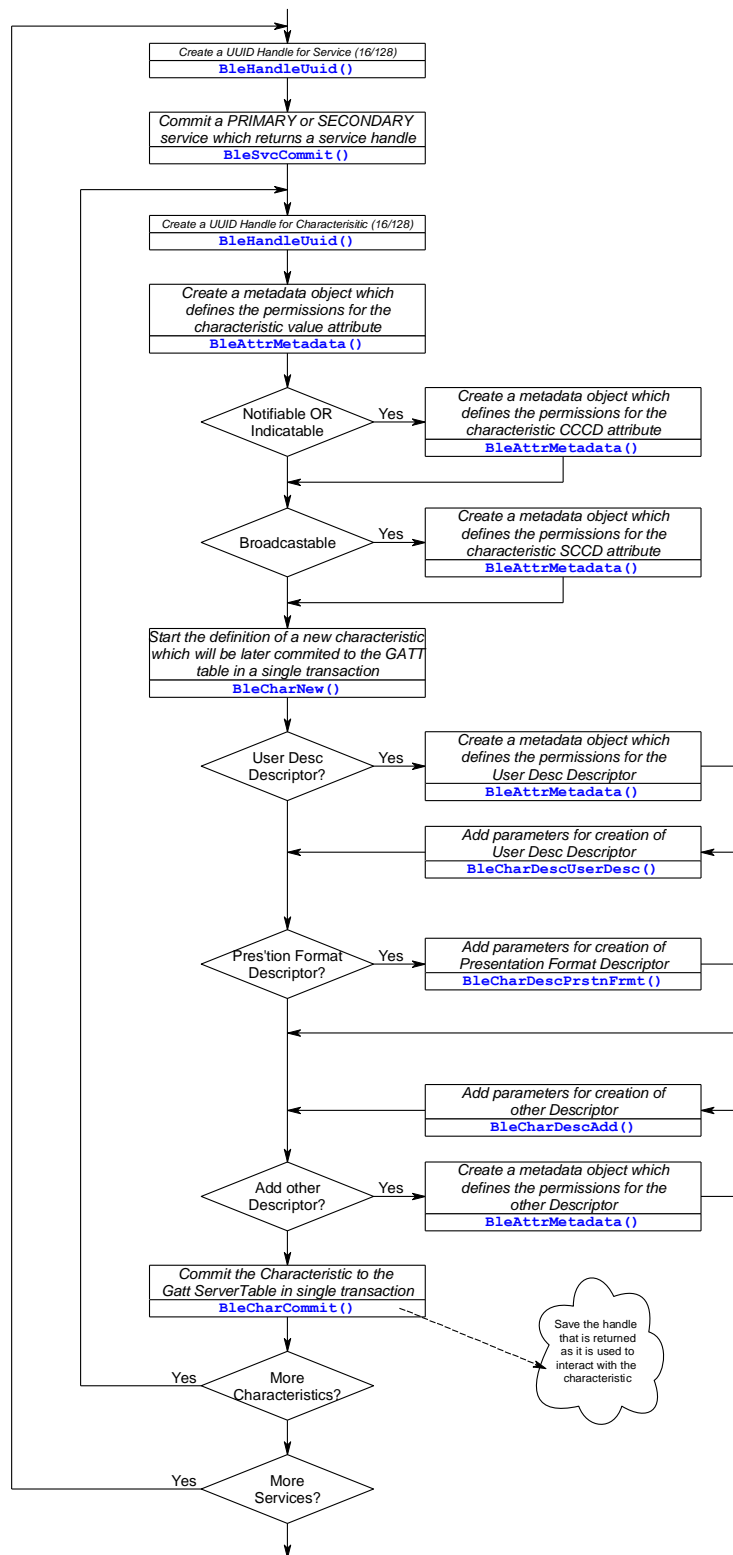 Create a UUID Handle for Service (16/128)
BleHandleUuid()
Commit a PRIMARY or SECONDARY
service which returns a service handle
BleSvcCommit()
Create a UUID Handle for Characterisitic (16/128)
BleHandleUuid()
Create a metadata object which
defines the permissions for the
characteristic value attribute
BleAttrMetadata()
Notifiable OR
Indicatable
Yes
Create a metadata object which
defines the permissions for the
characteristic CCCD attribute
BleAttrMetadata()
Broadcastable
Yes
Create a metadata object which
defines the permissions for the
characteristic SCCD attribute
BleAttrMetadata()
Start the definition of a new characteristic
which will be later commited to the GATT
table in a single transaction
BleCharNew()
User Desc
Descriptor?
Yes
Create a metadata object which
defines the permissions for the
User Desc Descriptor
BleAttrMetadata()
Add parameters for creation of
User Desc Descriptor
BleCharDescUserDesc()
Pres'tion Format
Descriptor?
Yes
Add parameters for creation of
Presentation Format Descriptor
BleCharDescPrstnFrmt()
Add parameters for creation of
other Descriptor
BleCharDescAdd()
Add other
Descriptor?
Yes
Create a metadata object which
defines the permissions for the
other Descriptor
BleAttrMetadata()
Commit the Characteristic to the
Gatt ServerTable in single transaction
BleCharCommit()
Save the handle
that is returned
as it is used to
interact with the
characteristic
Yes
More
Characteristics?
Yes
More
Services?